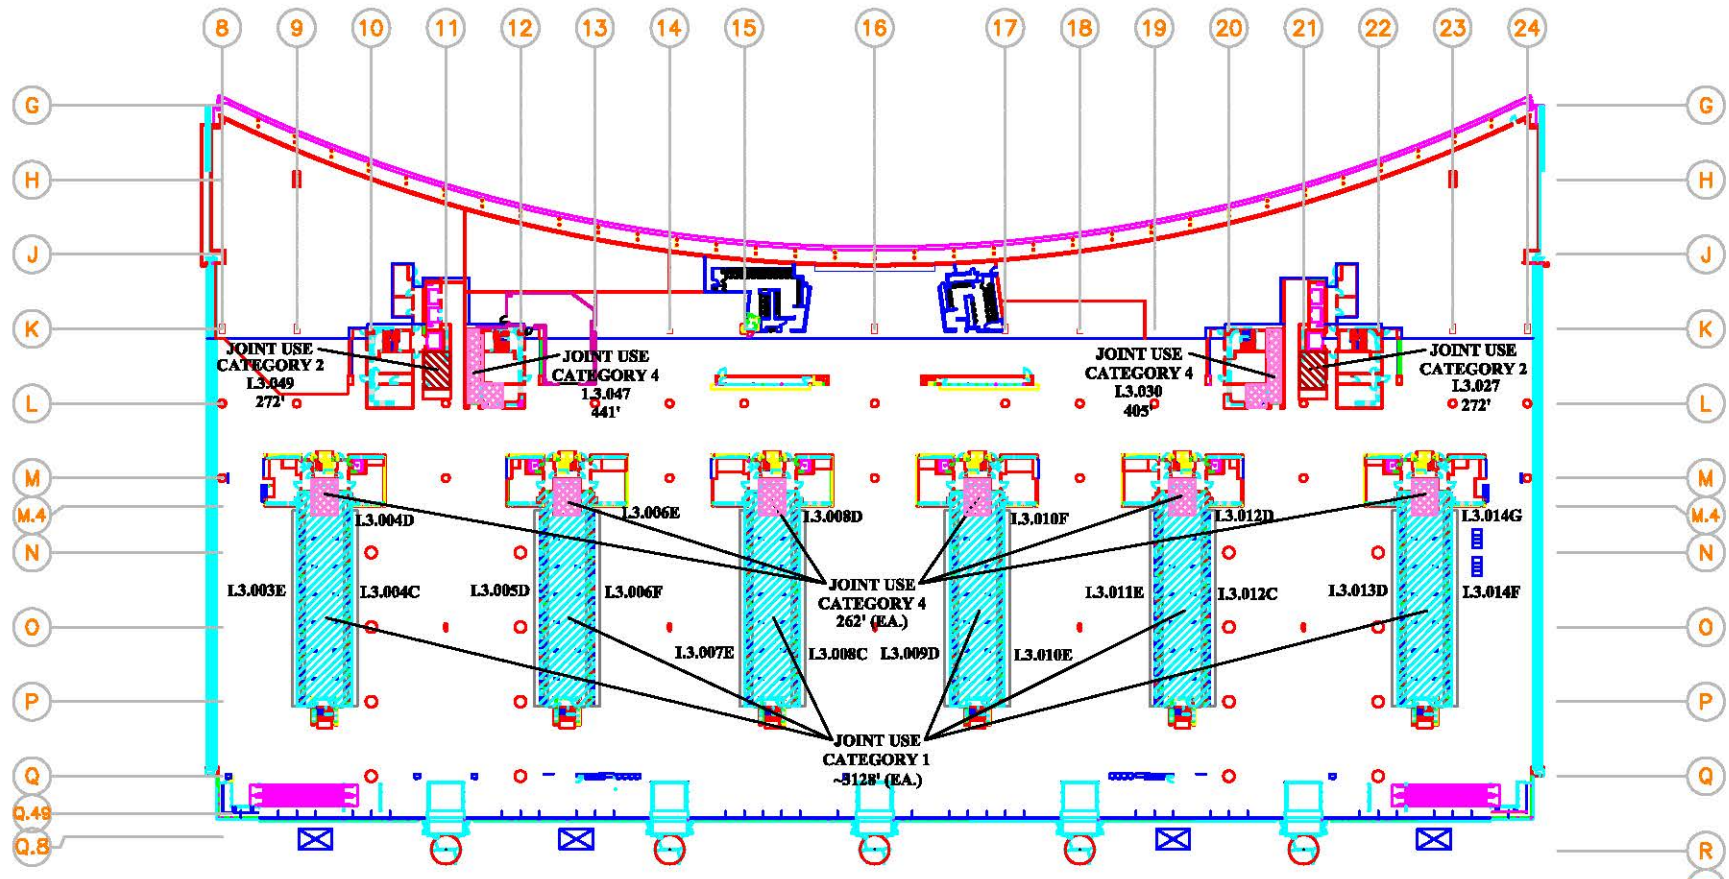 8 9 10 11 12 13 14 15 16 17 18 19 20 21 22 23 24
G G
H H
J J
K K
JOINT USE
CATEGORY 2
L3.049
272'
JOINT USE
CATEGORY 4
L3.047
441'
JOINT USE
CATEGORY 4
L3.030
405'
JOINT USE
CATEGORY 2
L3.027
272'
L L
M M
M.4 M.4
L3.004D L3.006E L3.008D L3.010F L3.012D L3.014G
N N
L3.003E L3.004C L3.005D L3.006F L3.011E L3.012C L3.013D L3.014F
JOINT USE
CATEGORY 4
262' (EA.)
O O
L3.007E L3.008C L3.009D L3.010E
P P
JOINT USE
CATEGORY 1
~3128' (EA.)
Q Q
Q.49
Q.8 R